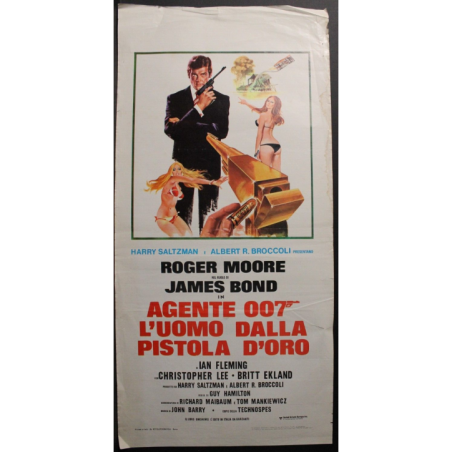 HARRY SALTZMAN e ALBERT R. BROCCOLI
ROGER MOORE
JAMES BOND
AGENTE 007
L'UOMO DALLA
PISTOLA D'ORO
IAN FLEMING
CHRISTOPHER LEE · BRITT EKLAND
HARRY SALTZMAN e ALBERT R. BROCCOLI
GUY HAMILTON
RICHARD MAIBAUM e TOM MANKIEWICZ
JOHN BARRY TECHNOSPES